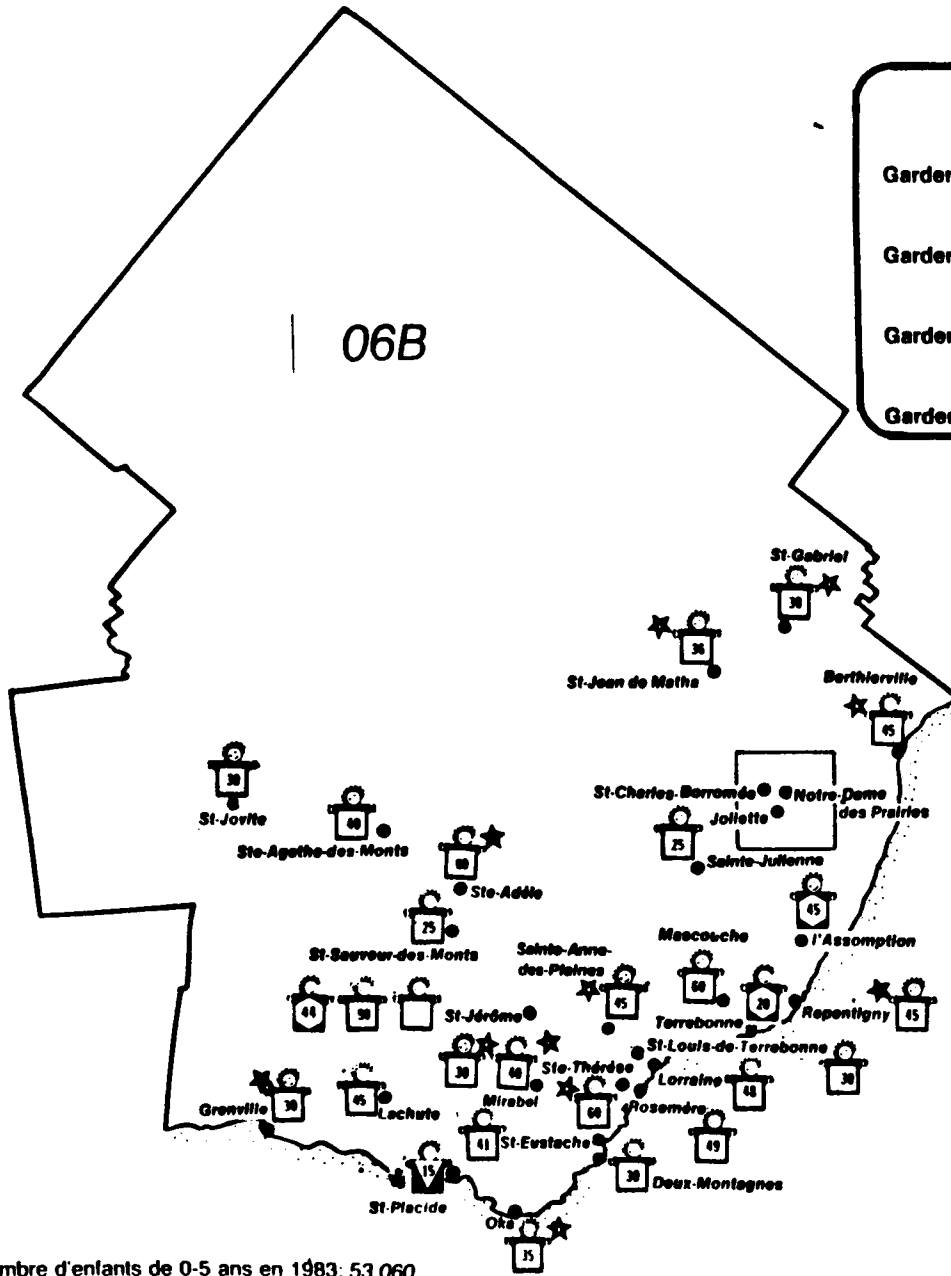 06B
Garder
Garder
Garder
Garder
St-Gabriel
30
36
St-Jean de Matha
Berthierville
45
30
St-Jovite
40
Ste-Agathe-des-Monts
Ste-Adèle
St-Charles-Borromée
Notre-Dame
des Prairies
Joliette
25
Sainte-Julienne
25
St-Sauveur-des-Monts
45
l'Assomption
Mascouche
60
Sainte-Anne-
des-Plaines
45
20
Terrebonne
Repentigny
45
44
90
St-Jérôme
St-Louis-de-Terrebonne
30
30
40
Mirabel
Ste-Thérèse
60
Lorraine
48
Rosemère
Grenville
30
45
Lachute
41
St-Eustache
49
30
Deux-Montagnes
15
St-Placide
Oka
35
mbre d'enfants de 0-5 ans en 1983: 53 060